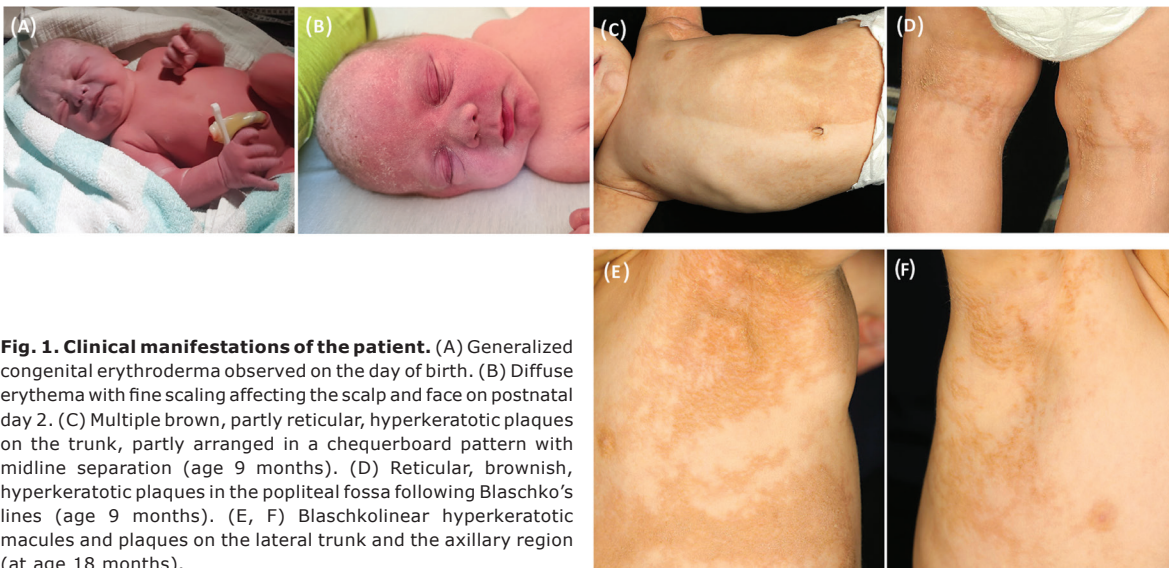 (A)
(B)
(C)
(D)
(E)
(F)
Fig. 1. Clinical manifestations of the patient. (A) Generalized
congenital erythroderma observed on the day of birth. (B) Diffuse
erythema with fine scaling affecting the scalp and face on postnatal
day 2. (C) Multiple brown, partly reticular, hyperkeratotic plaques
on the trunk, partly arranged in a chequerboard pattern with
midline separation (age 9 months). (D) Reticular, brownish,
hyperkeratotic plaques in the popliteal fossa following Blaschko’s
lines (age 9 months). (E, F) Blaschkolinear hyperkeratotic
macules and plaques on the lateral trunk and the axillary region
(at age 18 months).